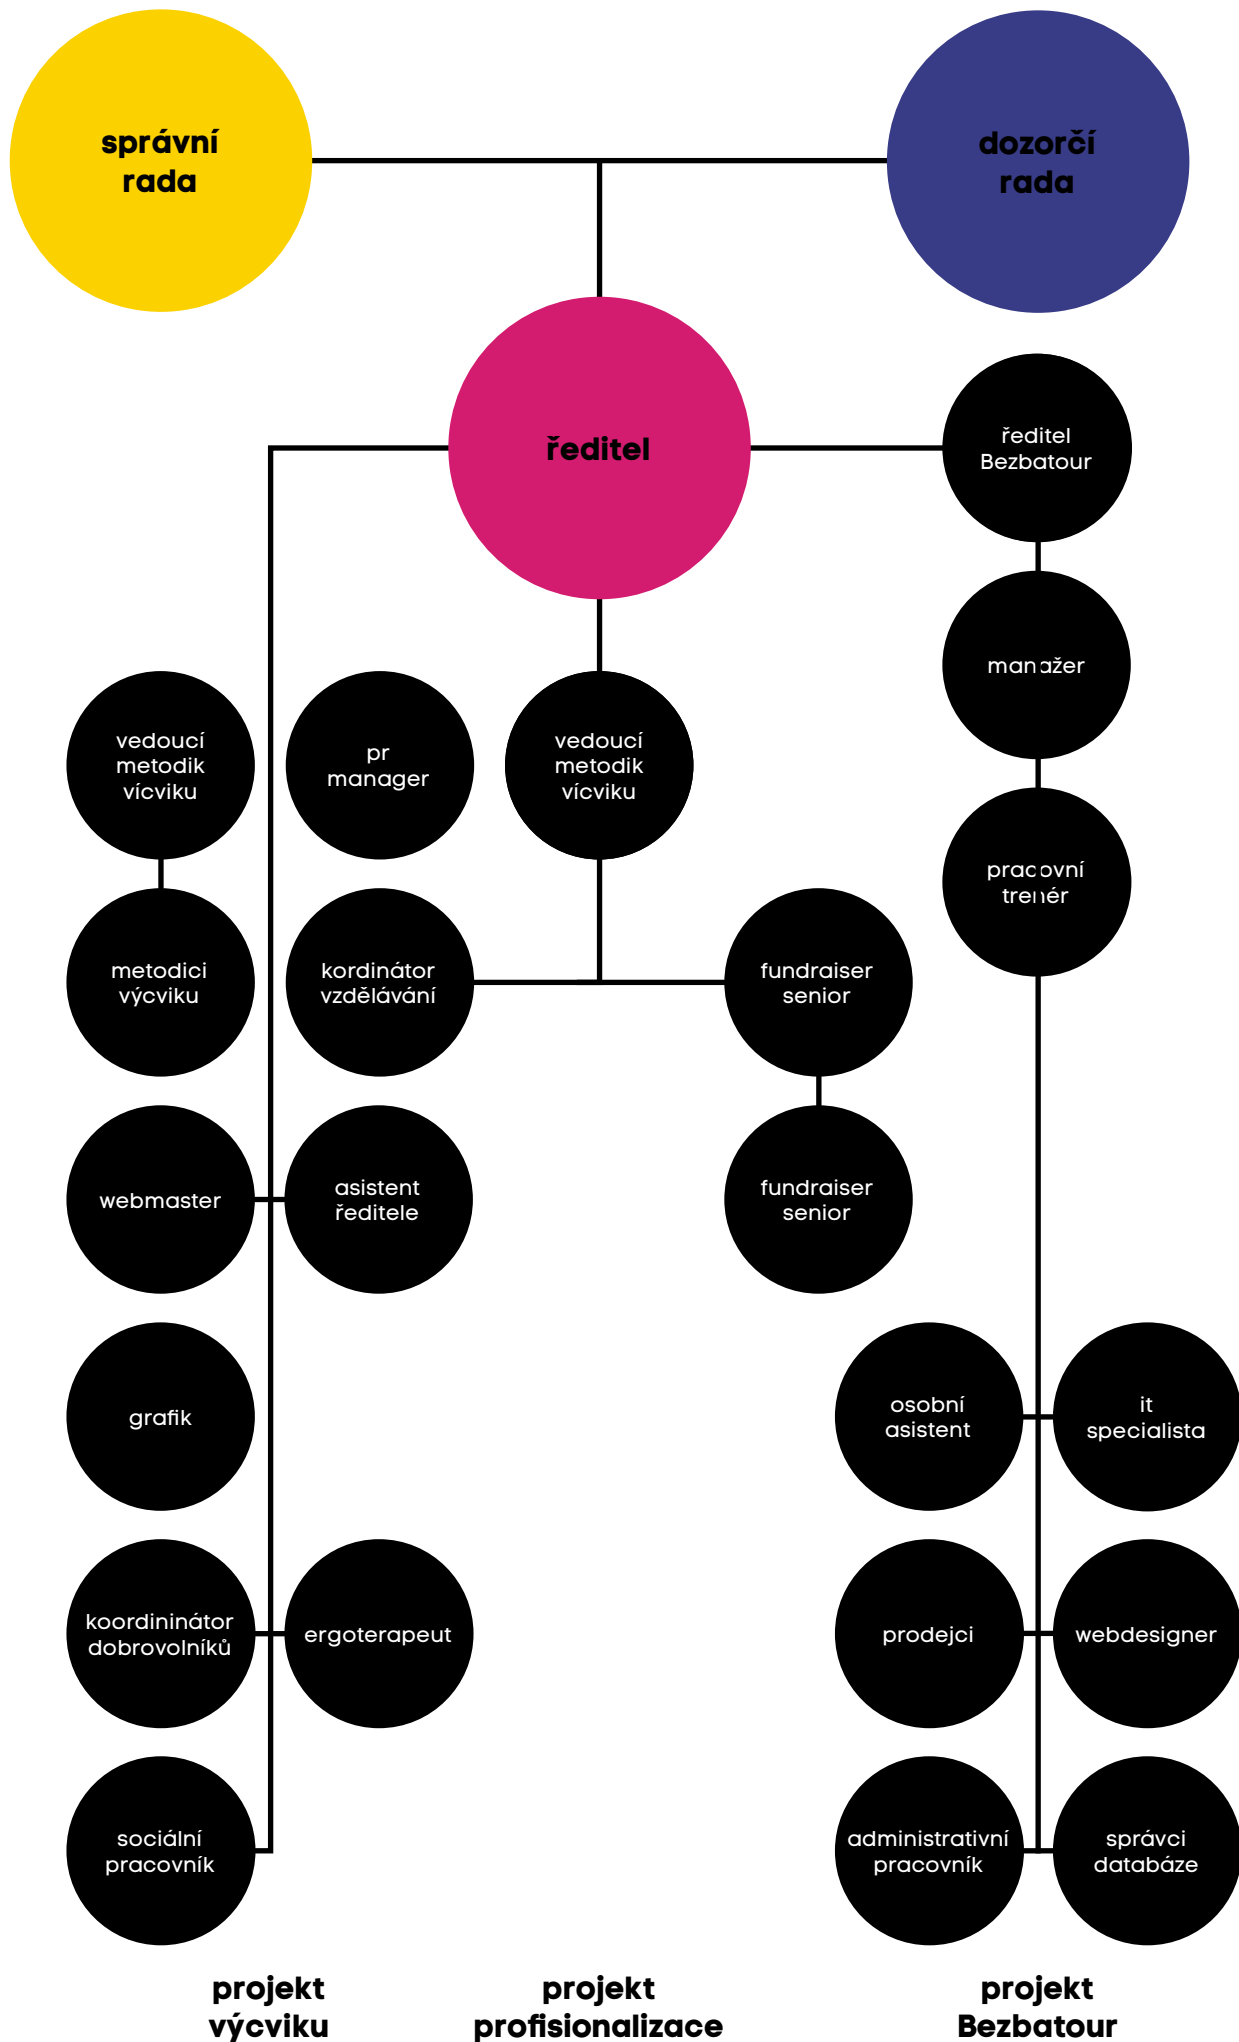 správní
rada
dozorčí
rada
ředitel
ředitel
Bezbatour
manažer
vedoucí
metodik
vícviku
pr
manager
vedoucí
metodik
vícviku
pracovní
trenér
metodici
výcviku
kordinátor
vzdělávání
fundraiser
senior
webmaster
asistent
ředitele
fundraiser
senior
grafik
osobní
asistent
it
specialista
koordininátor
dobrovolníků
ergoterapeut
prodejci
webdesigner
sociální
pracovník
administrativní
pracovník
správci
databáze
projekt
výcviku
projekt
profisionalizace
projekt
Bezbatour